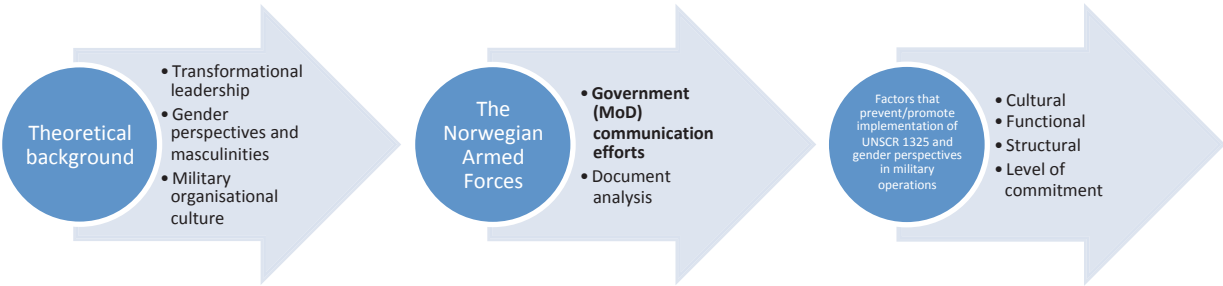 Theoretical
background
• Transformational
leadership
• Gender
perspectives and
masculinities
• Military
organisational
culture
The
Norwegian
Armed
Forces
• Government
(MoD)
communication
efforts
• Document
analysis
Factors that
prevent/promote
implementation of
UNSCR 1325 and
gender perspectives
in military
operations
• Cultural
• Functional
• Structural
• Level of
commitment